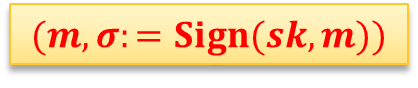 (m, σ: = Sign(sk, m))